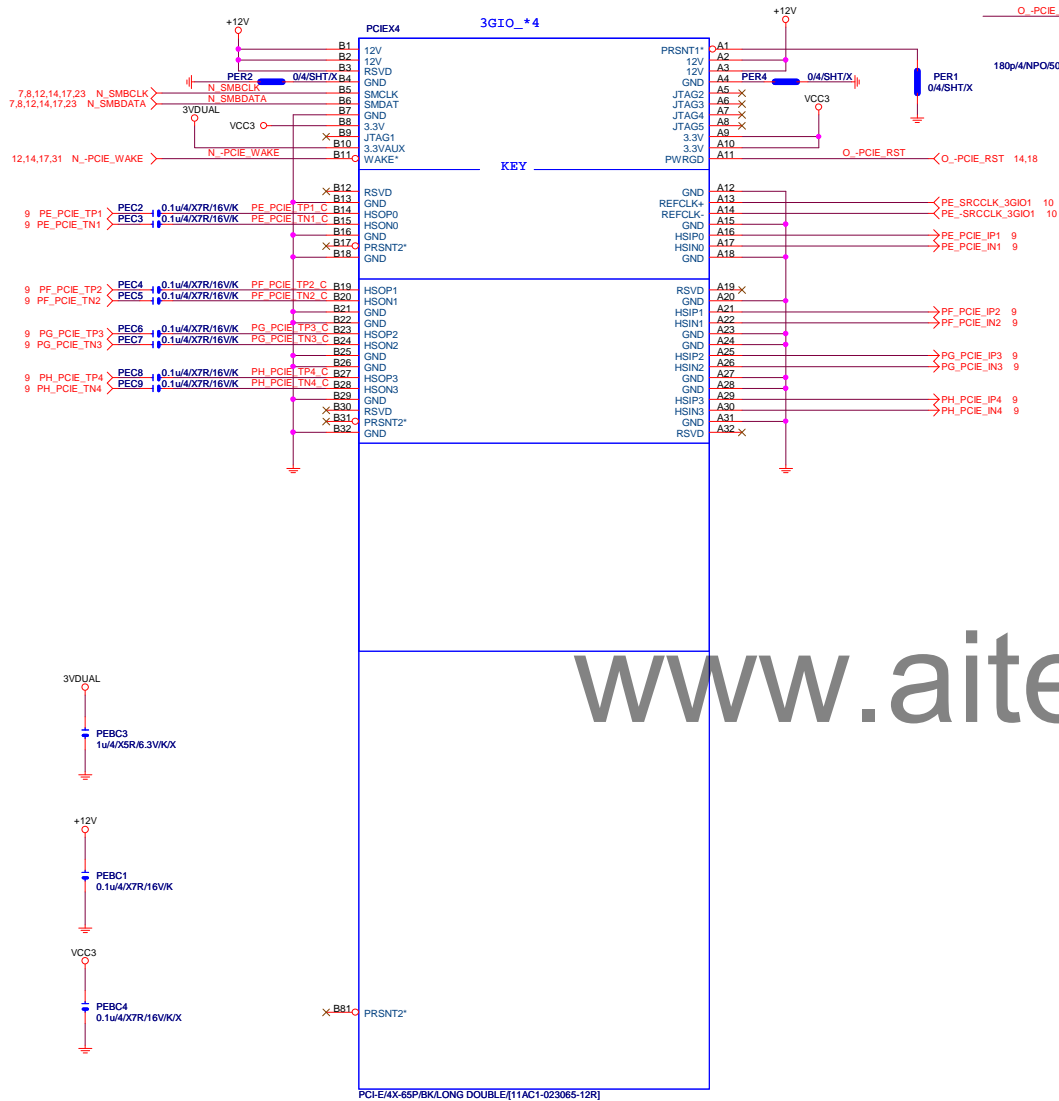 O_-PCIE_
+12V
3GIO_*4
+12V
PCIEX4
B1 12V PRSNT1* A1
B2 12V 12V A2
B3 RSVD 12V A3
PER2 0/4/SHT/X B4 GND GND A4 PER4 0/4/SHT/X
180p/4/NPO/50
PER1
0/4/SHT/X
7,8,12,14,17,23 N_SMBCLK N_SMBCLK B5 SMCLK JTAG2 A5
7,8,12,14,17,23 N_SMBDATA N_SMBDATA B6 SMDAT JTAG3 A6
3VDUAL B7 GND JTAG4 A7
VCC3
VCC3 B8 3.3V JTAG5 A8
B9 JTAG1 3.3V A9
B10 3.3VAUX 3.3V A10
12,14,17,31 N_-PCIE_WAKE N_-PCIE_WAKE B11 WAKE* PWRGD A11 O_-PCIE_RST O_-PCIE_RST 14,18
KEY
B12 RSVD GND A12
B13 GND REFCLK+ A13 PE_SRCCLK_3GIO1 10
9 PE_PCIE_TP1 PEC2 0.1u/4/X7R/16V/K PE_PCIE_TP1_C B14 HSOP0 REFCLK- A14 PE_-SRCCLK_3GIO1 10
9 PE_PCIE_TN1 PEC3 0.1u/4/X7R/16V/K PE_PCIE_TN1_C B15 HSON0 GND A15
B16 GND HSIP0 A16 PE_PCIE_IP1 9
B17 PRSNT2* HSIN0 A17 PE_PCIE_IN1 9
B18 GND GND A18
9 PF_PCIE_TP2 PEC4 0.1u/4/X7R/16V/K PF_PCIE_TP2_C B19 HSOP1 RSVD A19
9 PF_PCIE_TN2 PEC5 0.1u/4/X7R/16V/K PF_PCIE_TN2_C B20 HSON1 GND A20
B21 GND HSIP1 A21 PF_PCIE_IP2 9
B22 GND HSIN1 A22 PF_PCIE_IN2 9
9 PG_PCIE_TP3 PEC6 0.1u/4/X7R/16V/K PG_PCIE_TP3_C B23 HSOP2 GND A23
9 PG_PCIE_TN3 PEC7 0.1u/4/X7R/16V/K PG_PCIE_TN3_C B24 HSON2 GND A24
B25 GND HSIP2 A25 PG_PCIE_IP3 9
B26 GND HSIN2 A26 PG_PCIE_IN3 9
9 PH_PCIE_TP4 PEC8 0.1u/4/X7R/16V/K PH_PCIE_TP4_C B27 HSOP3 GND A27
9 PH_PCIE_TN4 PEC9 0.1u/4/X7R/16V/K PH_PCIE_TN4_C B28 HSON3 GND A28
B29 GND HSIP3 A29 PH_PCIE_IP4 9
B30 RSVD HSIN3 A30 PH_PCIE_IN4 9
B31 PRSNT2* GND A31
B32 GND RSVD A32
www.aite
3VDUAL
PEBC3
1u/4/X5R/6.3V/K/X
+12V
PEBC1
0.1u/4/X7R/16V/K
VCC3
PEBC4
0.1u/4/X7R/16V/K/X
B81 PRSNT2*
PCI-E/4X-65P/BK/LONG DOUBLE/[11AC1-023065-12R]